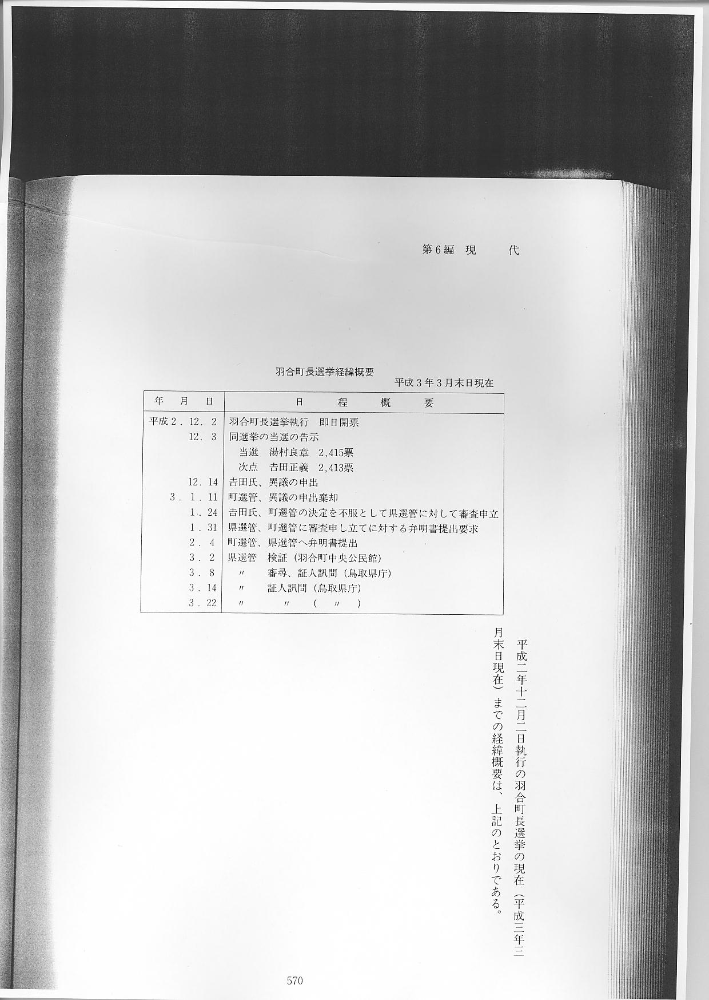 第6編 現 代
羽合町長選挙経緯概要
平成3年3月末日現在
年 月 日 日 程 概 要
平成2．12．2 羽合町長選挙執行 即日開票
12．3 同選挙の当選の告示
当選 湯村良章 2,415票
次点 𠮷田正義 2,413票
12．14 𠮷田氏、異議の申出
3．1．11 町選管、異議の申出棄却
1．24 𠮷田氏、町選管の決定を不服として県選管に対して審査申立
1．31 県選管、町選管に審査申し立てに対する弁明書提出要求
2．4 町選管、県選管へ弁明書提出
3．2 県選管 検証（羽合町中央公民館）
3．8 〃 審尋、証人訊問（鳥取県庁）
3．14 〃 証人訊問（鳥取県庁）
3．22 〃 〃 （ 〃 ）
平成二年十二月二日執行の羽合町長選挙の現在（平成三年三
月末日現在）までの経緯概要は、上記のとおりである。
570